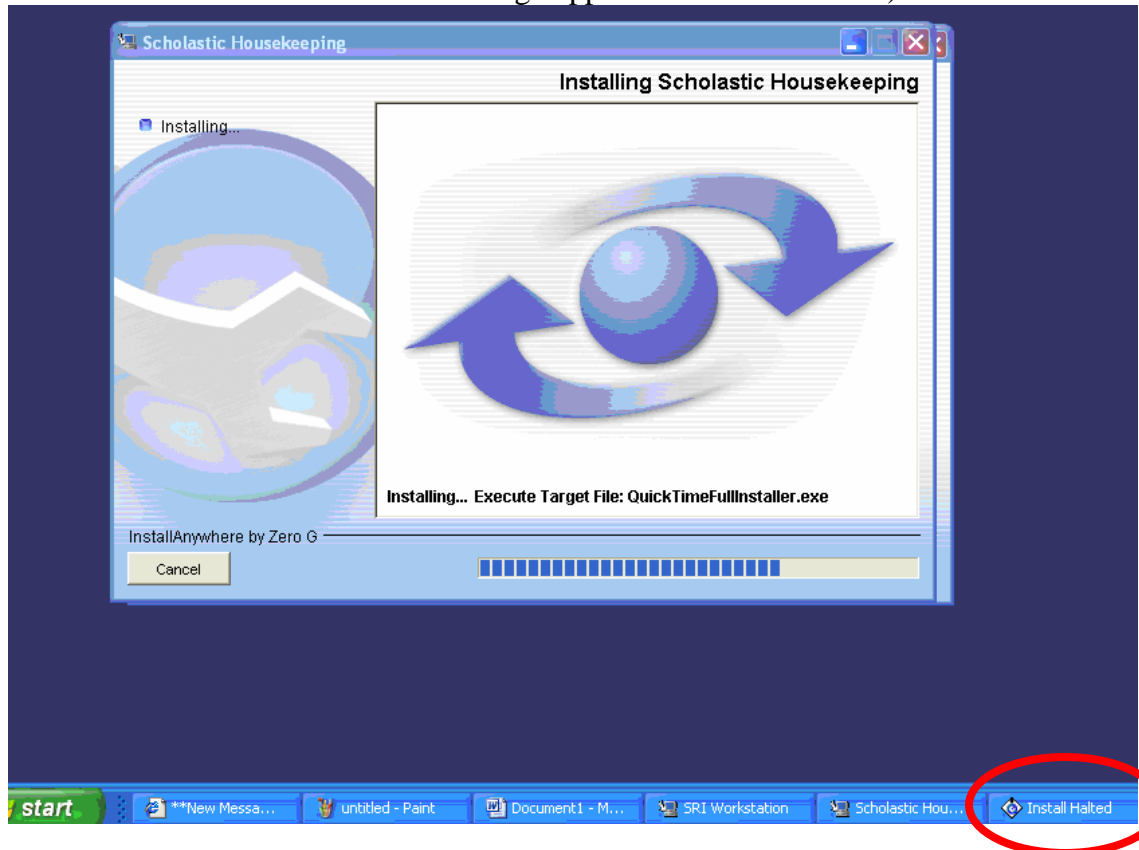 Scholastic Housekeeping
Installing Scholastic Housekeeping
Installing...
Installing... Execute Target File: QuickTimeFullInstaller.exe
InstallAnywhere by Zero G
Cancel
start
**New Messa...
untitled - Paint
Document1 - M...
SRI Workstation
Scholastic Hou...
Install Halted